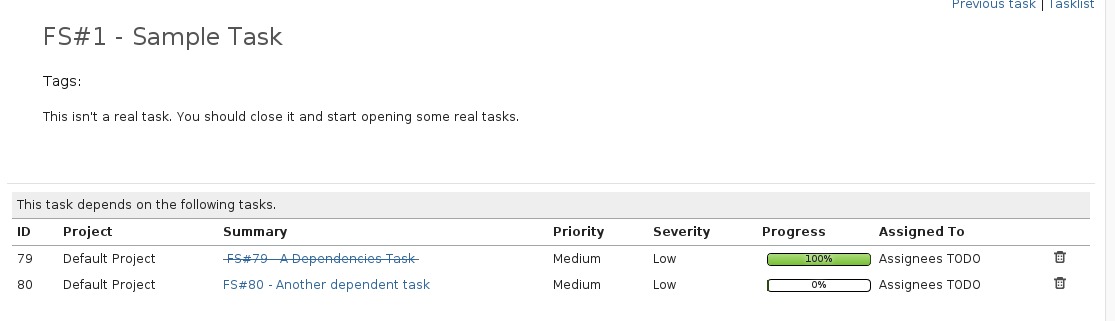 Previous task | Tasklist
FS#1 - Sample Task
Tags:
This isn't a real task. You should close it and start opening some real tasks.
This task depends on the following tasks.
ID Project Summary Priority Severity Progress Assigned To
79 Default Project FS#79 - A Dependencies Task Medium Low 100% Assignees TODO
80 Default Project FS#80 - Another dependent task Medium Low 0% Assignees TODO